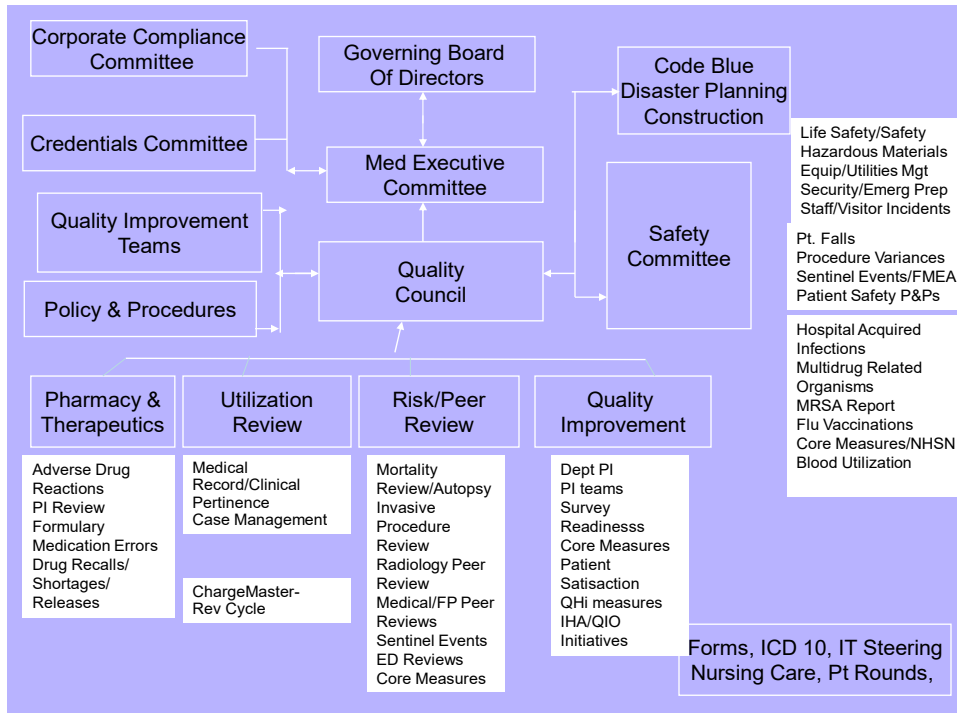 Corporate Compliance
Committee
Governing Board
Of Directors
Code Blue
Disaster Planning
Construction
Credentials Committee
Med Executive
Committee
Life Safety/Safety
Hazardous Materials
Equip/Utilities Mgt
Security/Emerg Prep
Staff/Visitor Incidents
Quality Improvement
Teams
Safety
Committee
Pt. Falls
Procedure Variances
Sentinel Events/FMEA
Patient Safety P&Ps
Quality
Council
Policy & Procedures
Hospital Acquired
Infections
Multidrug Related
Organisms
MRSA Report
Flu Vaccinations
Core Measures/NHSN
Blood Utilization
Pharmacy &
Therapeutics
Utilization
Review
Risk/Peer
Review
Quality
Improvement
Adverse Drug
Reactions
PI Review
Formulary
Medication Errors
Drug Recalls/
Shortages/
Releases
Medical
Record/Clinical
Pertinence
Case Management
ChargeMaster-
Rev Cycle
Mortality
Review/Autopsy
Invasive
Procedure
Review
Radiology Peer
Review
Medical/FP Peer
Reviews
Sentinel Events
ED Reviews
Core Measures
Dept PI
PI teams
Survey
Readinesss
Core Measures
Patient
Satisaction
QHi measures
IHA/QIO
Initiatives
Forms, ICD 10, IT Steering
Nursing Care, Pt Rounds,